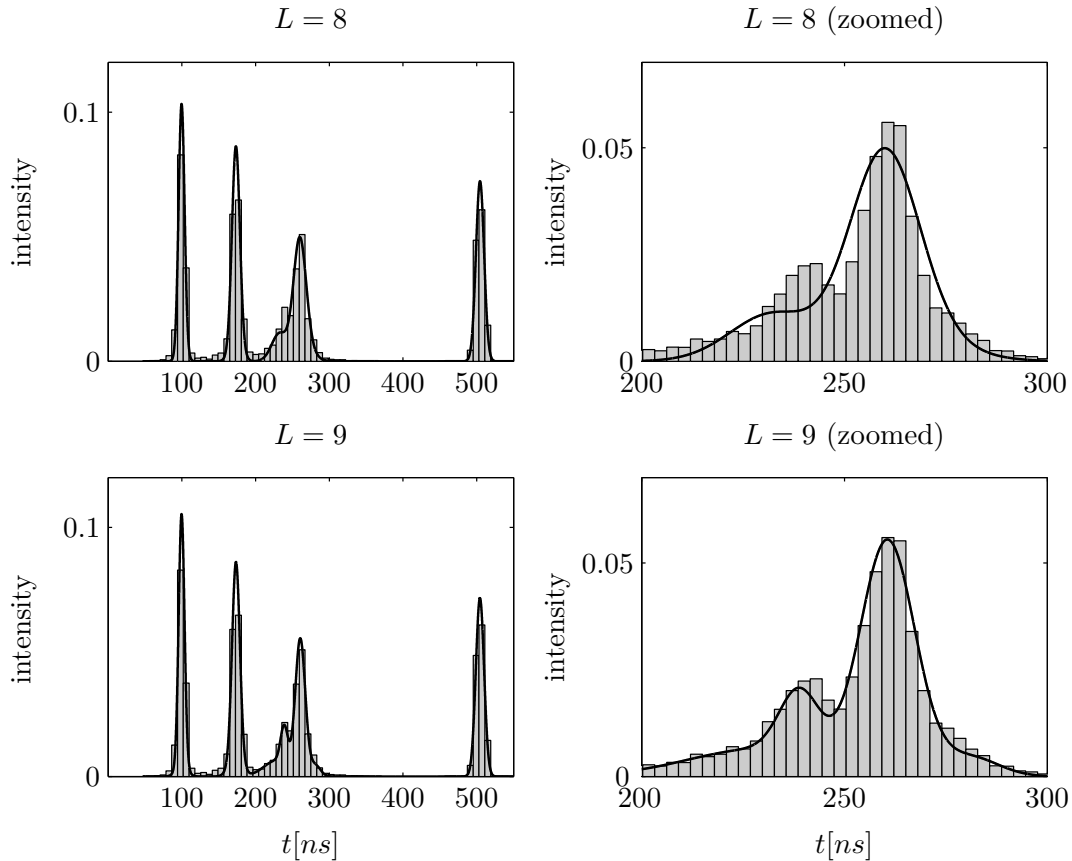 L = 8
L = 8 (zoomed)
intensity
0.1
0
100 200 300 400 500
intensity
0.05
0
200 250 300
L = 9
L = 9 (zoomed)
intensity
0.1
0
100 200 300 400 500
t[ns]
intensity
0.05
0
200 250 300
t[ns]